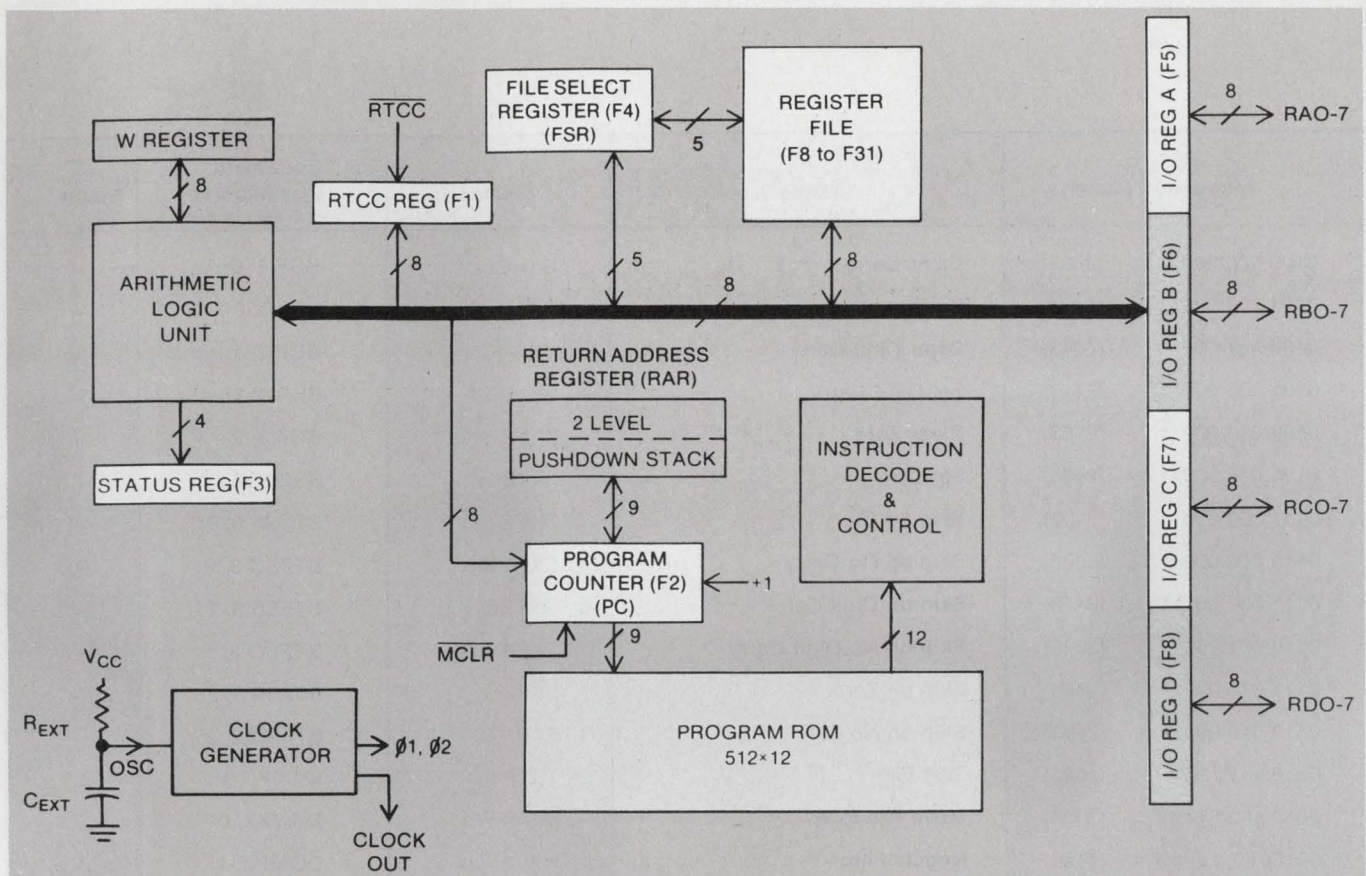 W REGISTER
8
ARITHMETIC
LOGIC
UNIT
4
STATUS REG(F3)
RTCC
RTCC REG (F1)
8
FILE SELECT
REGISTER (F4)
(FSR)
5
5
REGISTER
FILE
(F8 to F31)
8
8
RETURN ADDRESS
REGISTER (RAR)
2 LEVEL
PUSHDOWN STACK
9
8
PROGRAM
COUNTER (F2)
(PC)
+1
MCLR
9
INSTRUCTION
DECODE
&
CONTROL
12
PROGRAM ROM
512×12
VCC
REXT
OSC
CEXT
CLOCK
GENERATOR
Ø1, Ø2
CLOCK
OUT
I/O REG A (F5)
8
RAO-7
I/O REG B (F6)
8
RBO-7
I/O REG C (F7)
8
RCO-7
I/O REG D (F8)
8
RDO-7